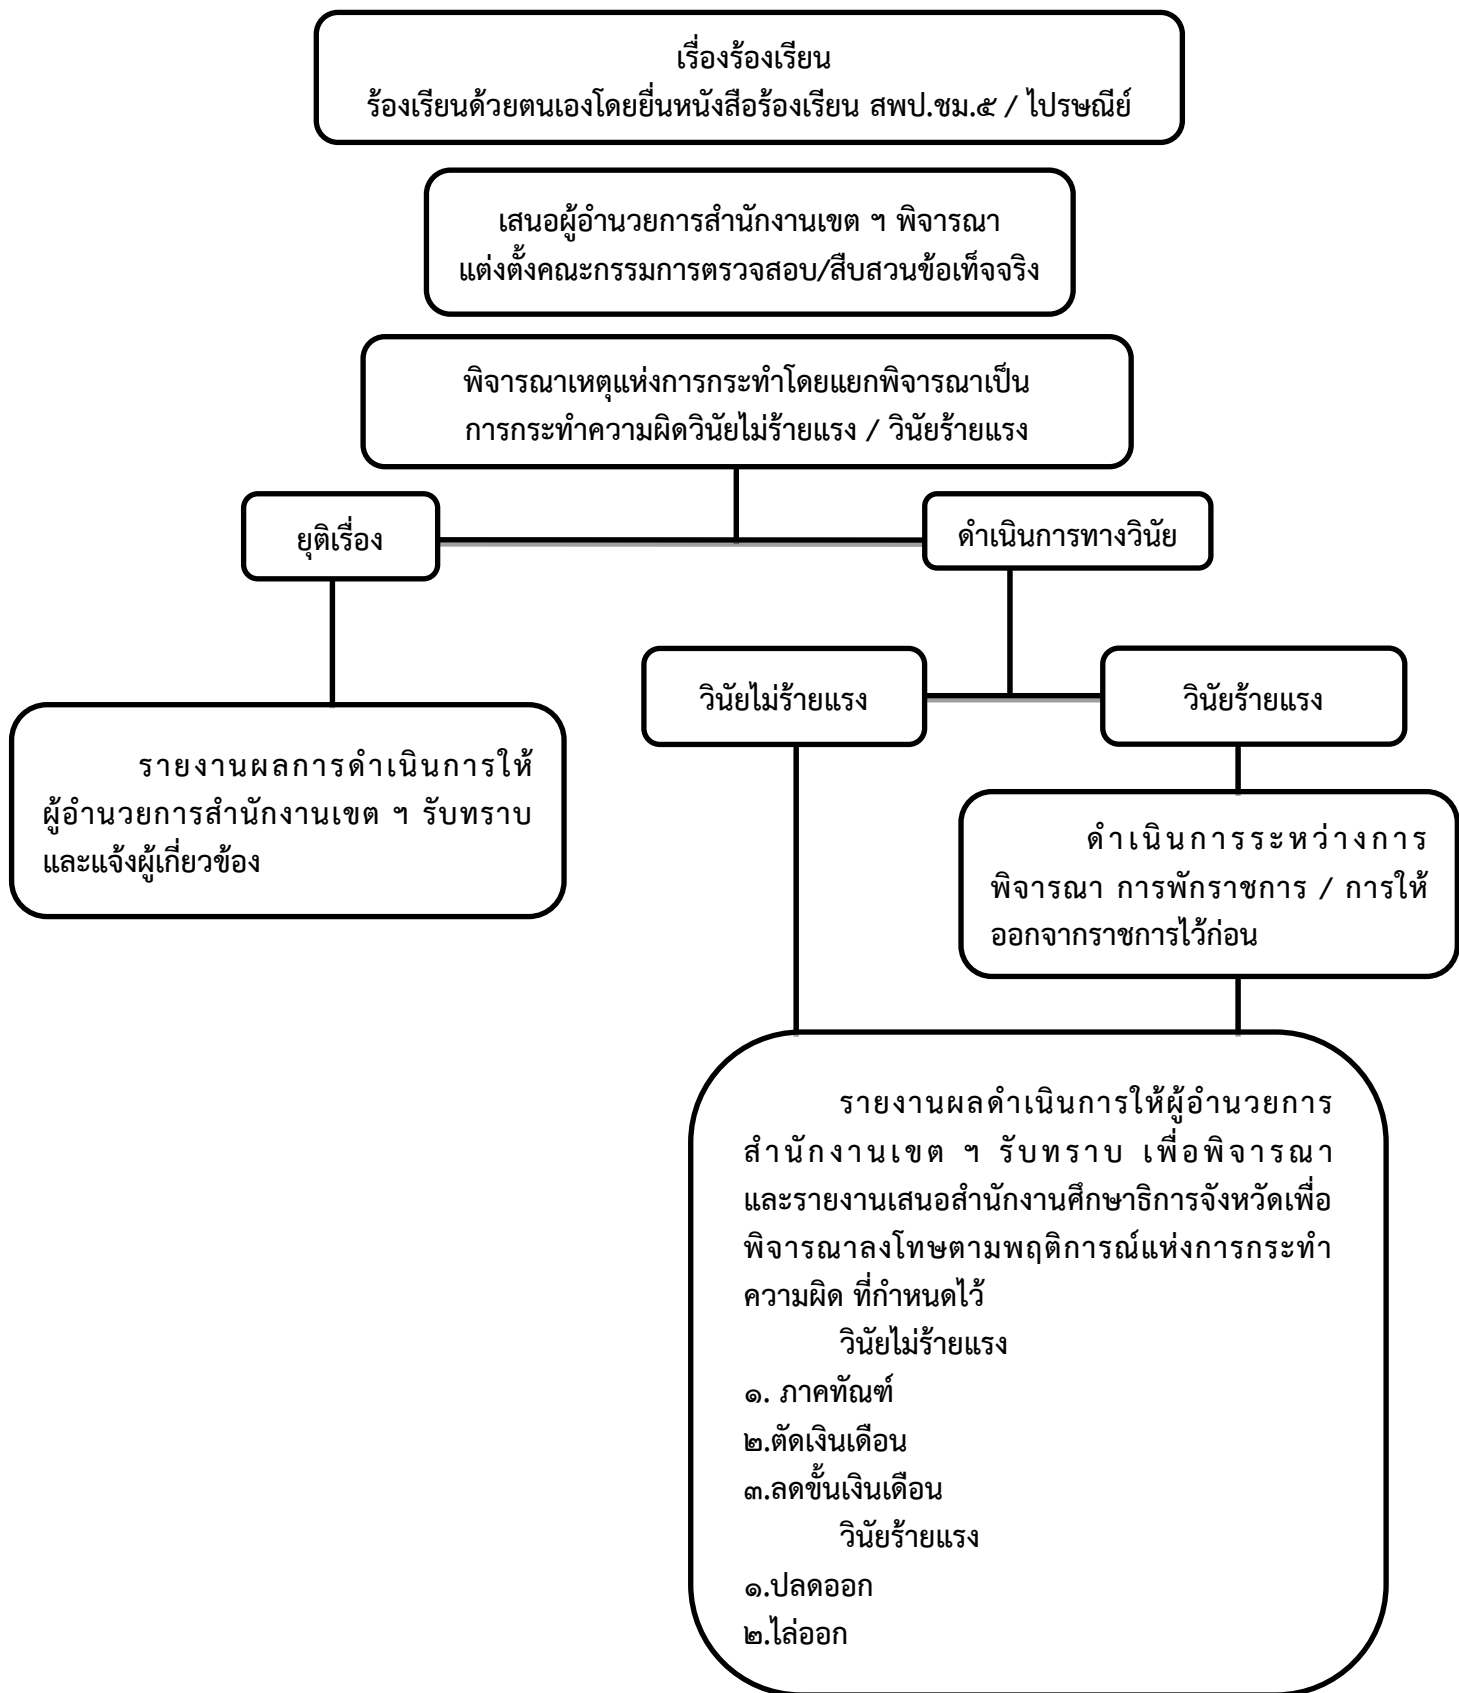 เรื่องร้องเรียน
ร้องเรียนด้วยตนเองโดยยื่นหนังสือร้องเรียน สพป.ชม.๕ / ไปรษณีย์
เสนอผู้อำนวยการสำนักงานเขต ฯ พิจารณา
แต่งตั้งคณะกรรมการตรวจสอบ/สืบสวนข้อเท็จจริง
พิจารณาเหตุแห่งการกระทำโดยแยกพิจารณาเป็น
การกระทำความผิดวินัยไม่ร้ายแรง / วินัยร้ายแรง
ยุติเรื่อง
ดำเนินการทางวินัย
วินัยไม่ร้ายแรง
วินัยร้ายแรง
รายงานผลการดำเนินการให้
ผู้อำนวยการสำนักงานเขต ฯ รับทราบ
และแจ้งผู้เกี่ยวข้อง
ดำเนินการระหว่างการ
พิจารณา การพักราชการ / การให้
ออกจากราชการไว้ก่อน
รายงานผลดำเนินการให้ผู้อำนวยการ
สำนักงานเขต ฯ รับทราบ เพื่อพิจารณา
และรายงานเสนอสำนักงานศึกษาธิการจังหวัดเพื่อ
พิจารณาลงโทษตามพฤติการณ์แห่งการกระทำ
ความผิด ที่กำหนดไว้
วินัยไม่ร้ายแรง
๑. ภาคทัณฑ์
๒.ตัดเงินเดือน
๓.ลดขั้นเงินเดือน
วินัยร้ายแรง
๑.ปลดออก
๒.ไล่ออก